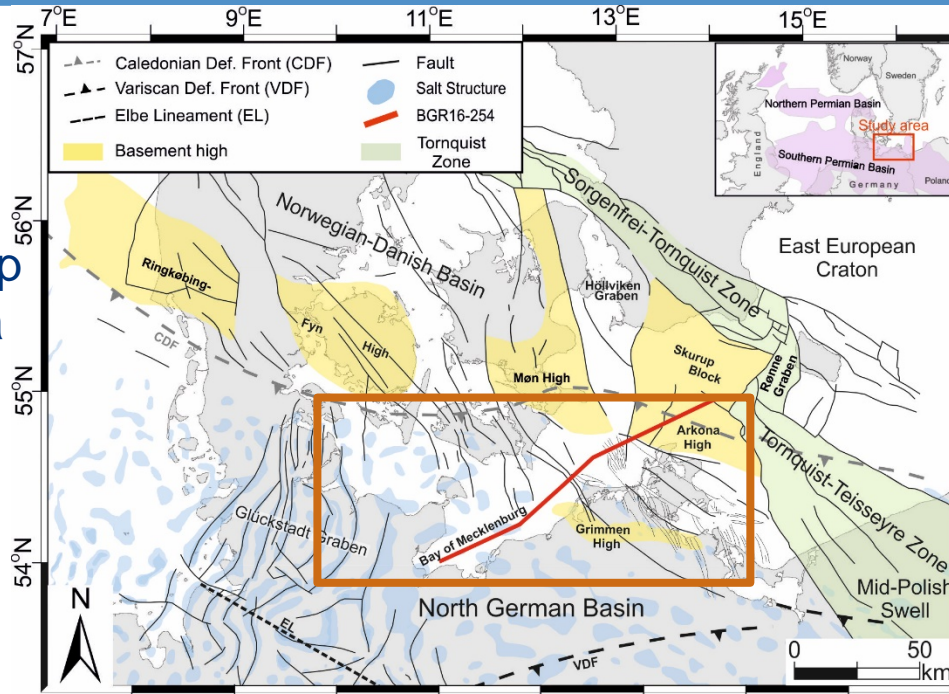 7°E
9°E
11°E
13°E
15°E
57°N
56°N
55°N
54°N
Caledonian Def. Front (CDF)
Variscan Def. Front (VDF)
Elbe Lineament (EL)
Basement high
Fault
Salt Structure
BGR16-254
Tornquist
Zone
Norway
Sweden
Northern Permian Basin
Study area
England
Southern Permian Basin
Germany
Poland
p
a
Sorgenfrei-Tornquist Zone
East European
Craton
Norwegian-Danish Basin
Ringkøbing-
Höllviken
Graben
Fyn
High
CDF
Skurup
Block
Rønne
Graben
Møn High
Arkona
High
Tornquist-Teisseyre Zone
Glückstadt Graben
Bay of Mecklenburg
Grimmen
High
North German Basin
Mid-Polish
Swell
N
EL
VDF
0 50
km